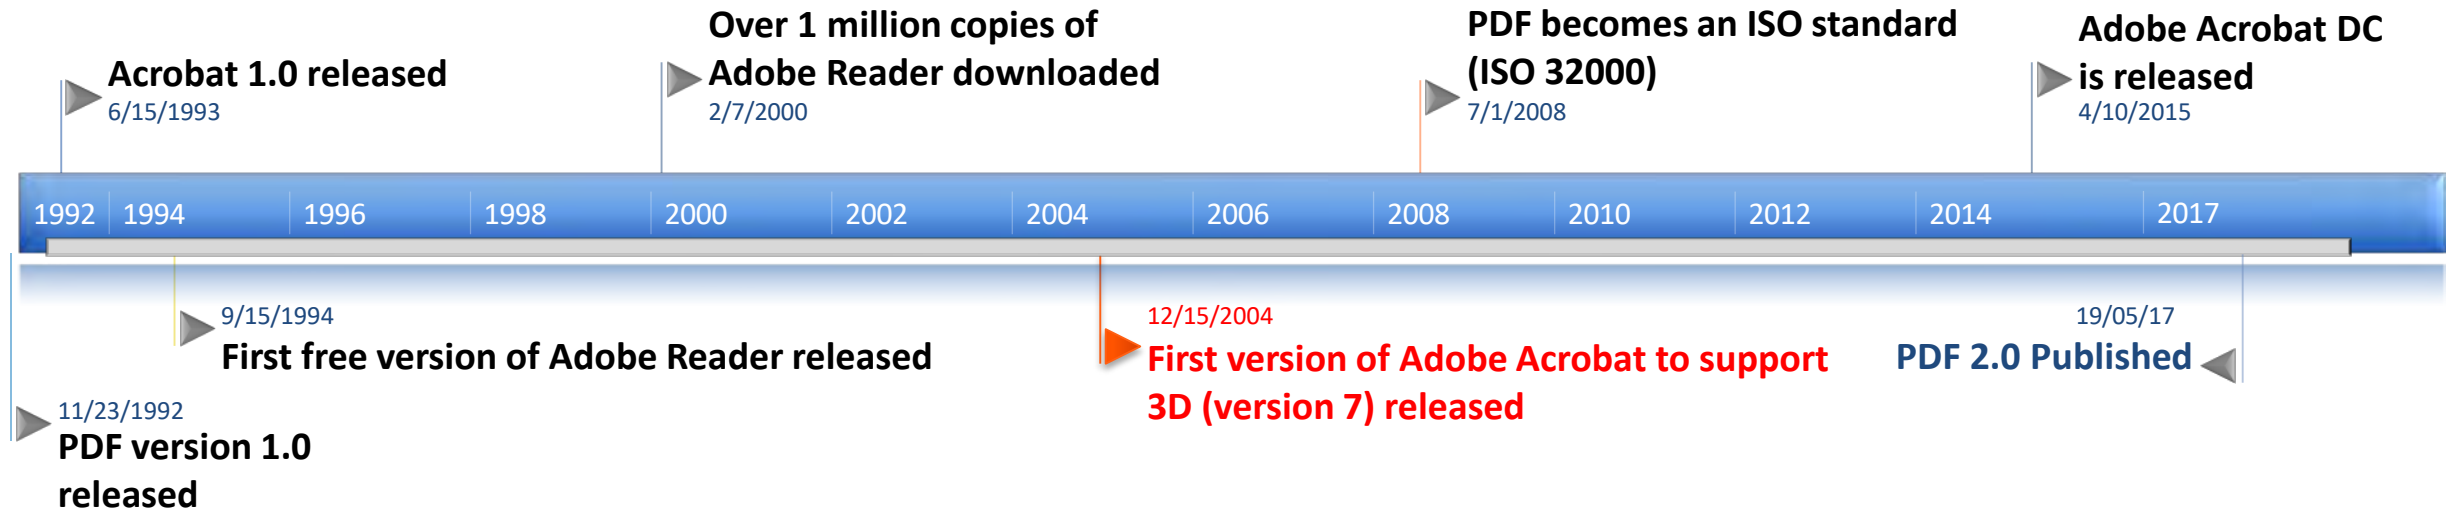 Acrobat 1.0 released
6/15/1993
Over 1 million copies of
Adobe Reader downloaded
2/7/2000
PDF becomes an ISO standard
(ISO 32000)
7/1/2008
Adobe Acrobat DC
is released
4/10/2015
1992 1994 1996 1998 2000 2002 2004 2006 2008 2010 2012 2014 2017
11/23/1992
PDF version 1.0
released
9/15/1994
First free version of Adobe Reader released
12/15/2004
First version of Adobe Acrobat to support
3D (version 7) released
19/05/17
PDF 2.0 Published